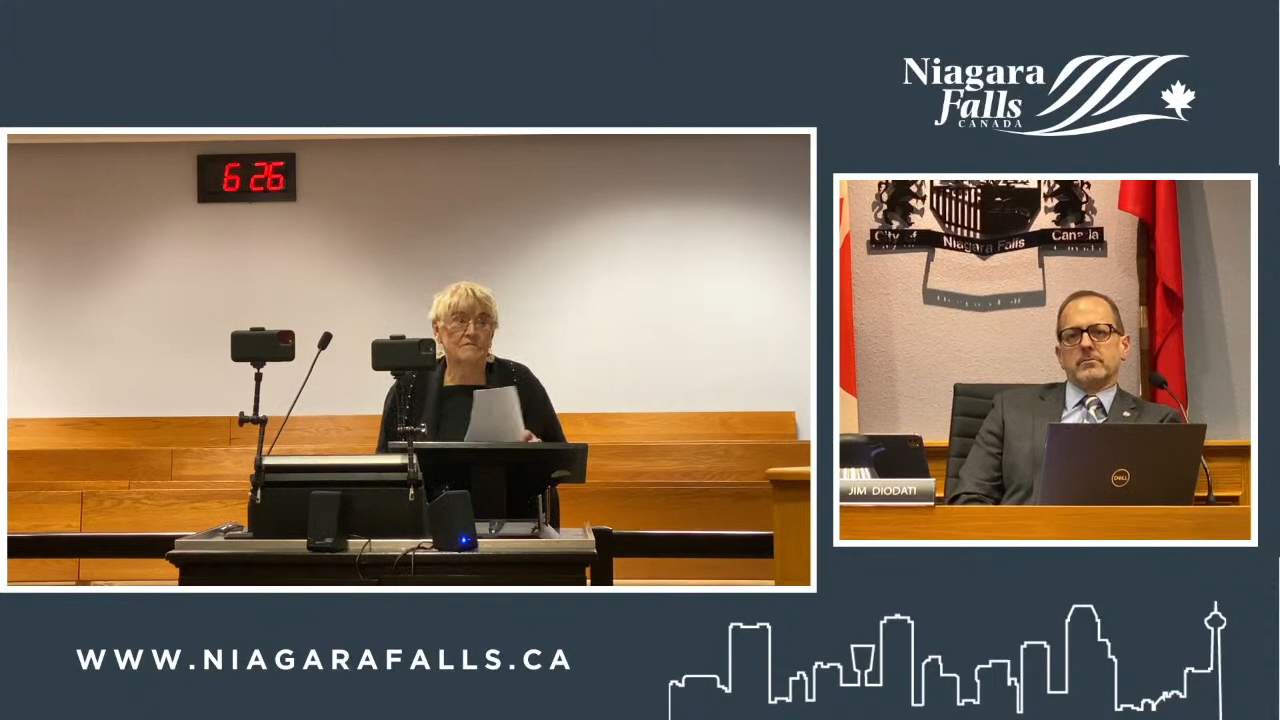 Niagara
Falls
CANADA
6 26
City of
Niagara Falls
Canada
JIM DIODATI
DELL
WWW.NIAGARAFALLS.CA